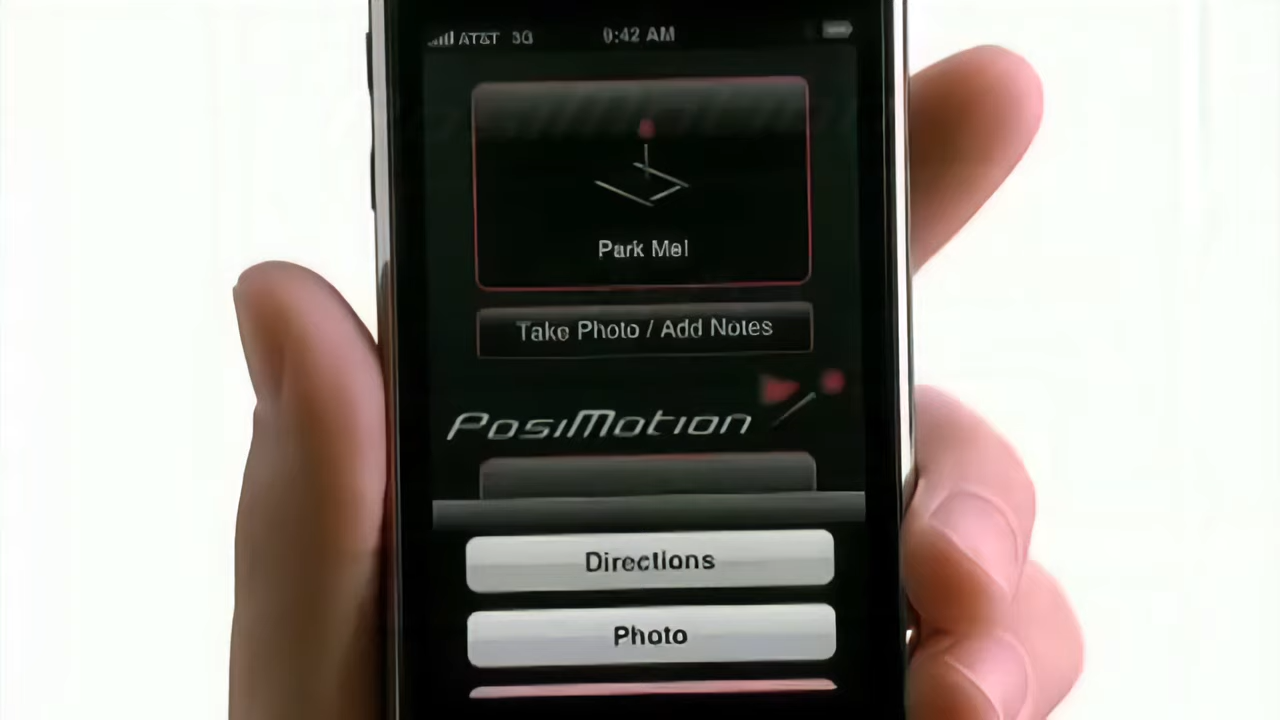 AT&T 3G 9:42 AM
Park Me!
Take Photo / Add Notes
PosiMotion
Directions
Photo